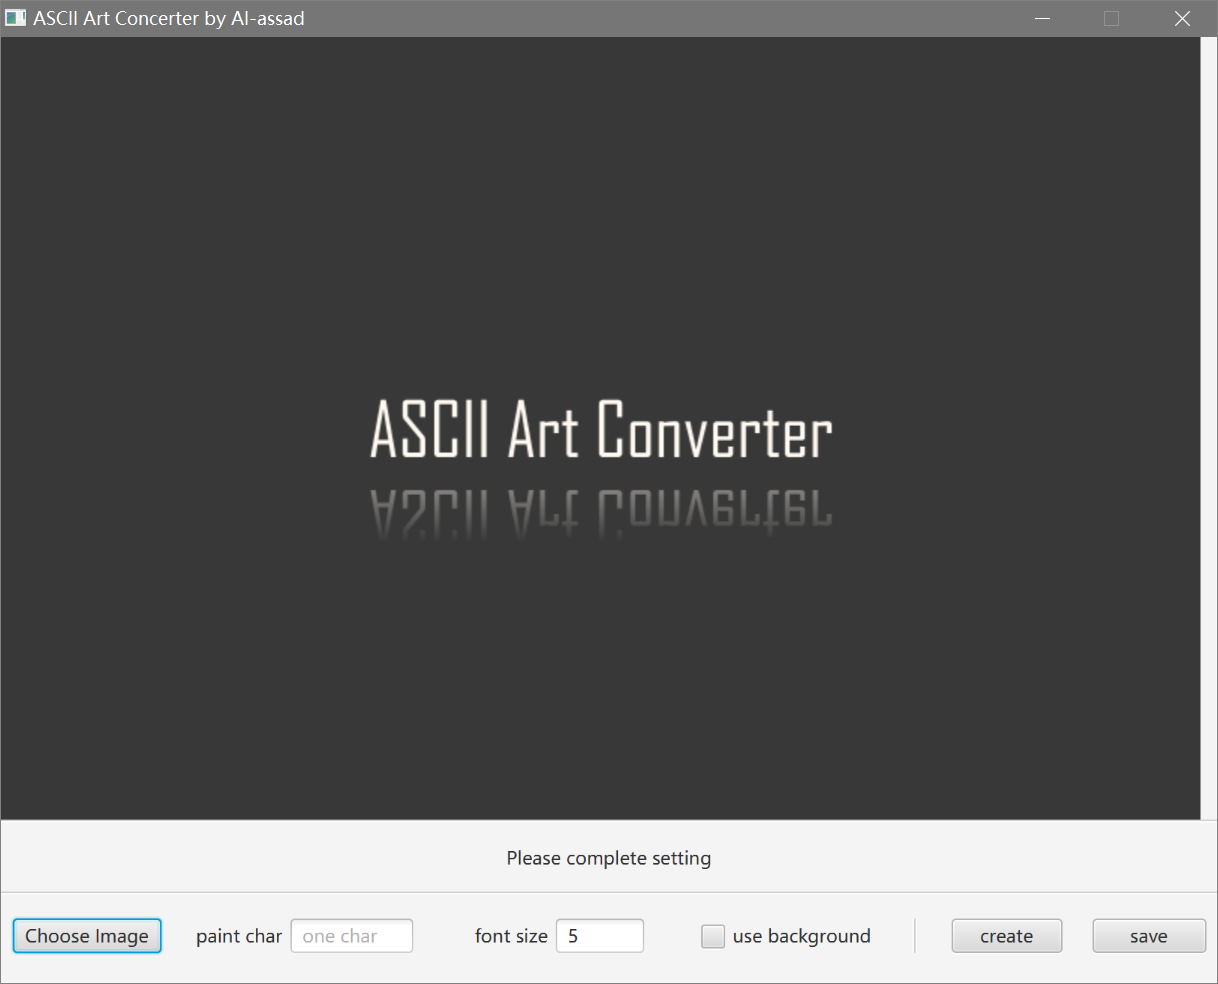 ASCII Art Concerter by Al-assad
ASCII Art Converter
Please complete setting
Choose Image paint char one char font size 5 use background create save